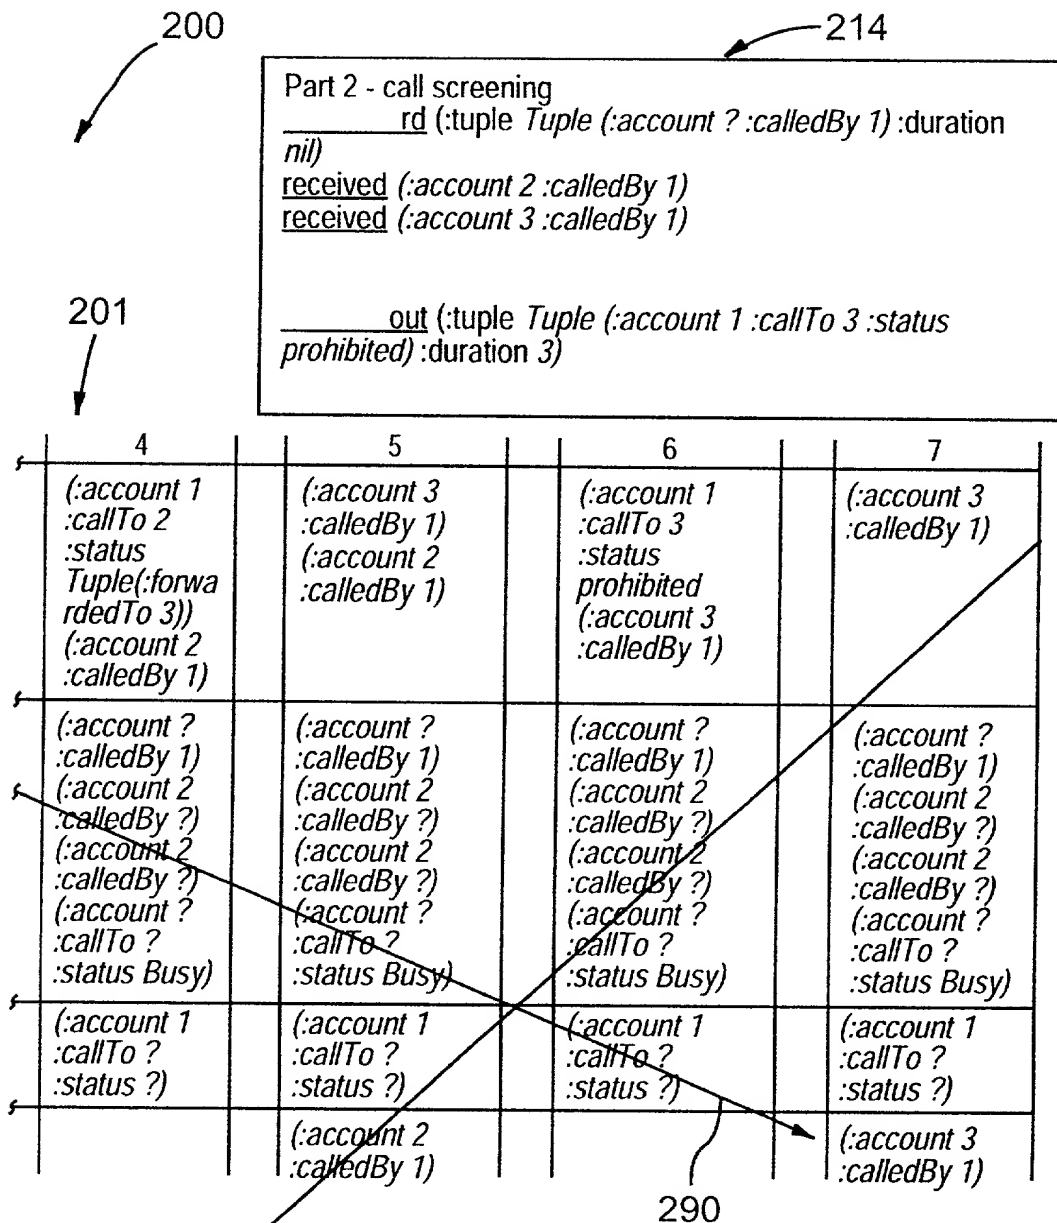 200
214
Part 2 - call screening
rd (:tuple Tuple (:account ? :calledBy 1) :duration
nil)
received (:account 2 :calledBy 1)
received (:account 3 :calledBy 1)
out (:tuple Tuple (:account 1 :callTo 3 :status
prohibited) :duration 3)
201
4
(:account 1
:callTo 2
:status
Tuple(:forwa
rdedTo 3))
(:account 2
:calledBy 1)
(:account ?
:calledBy 1)
(:account 2
:calledBy ?)
(:account 2
:calledBy ?)
(:account ?
:callTo ?
:status Busy)
(:account 1
:callTo ?
:status ?)
5
(:account 3
:calledBy 1)
(:account 2
:calledBy 1)
(:account ?
:calledBy 1)
(:account 2
:calledBy ?)
(:account 2
:calledBy ?)
(:account ?
:callTo ?
:status Busy)
(:account 1
:callTo ?
:status ?)
(:account 2
:calledBy 1)
6
(:account 1
:callTo 3
:status
prohibited
(:account 3
:calledBy 1)
(:account ?
:calledBy 1)
(:account 2
:calledBy ?)
(:account 2
:calledBy ?)
(:account ?
:callTo ?
:status Busy)
(:account 1
:callTo ?
:status ?)
7
(:account 3
:calledBy 1)
(:account ?
:calledBy 1)
(:account 2
:calledBy ?)
(:account 2
:calledBy ?)
(:account ?
:callTo ?
:status Busy)
(:account 1
:callTo ?
:status ?)
(:account 3
:calledBy 1)
290